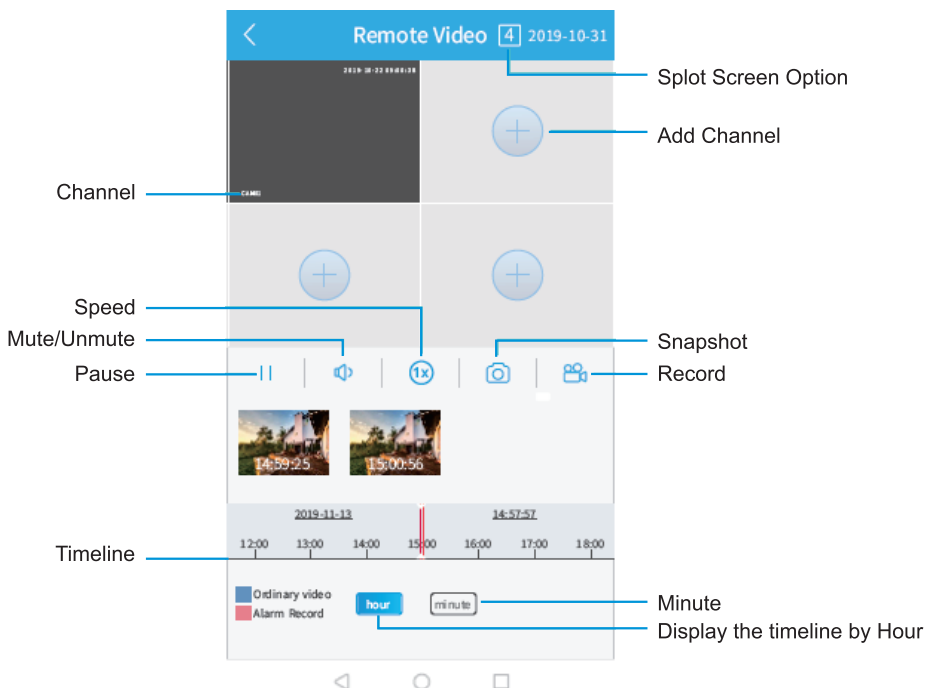 Remote Video 4 2019-10-31
Splot Screen Option
Add Channel
Channel
CAM01
Speed
Mute/Unmute
Snapshot
Pause
1x
Record
14:59:25
15:00:56
2019-11-13
14:57:57
12:00 13:00 14:00 15:00 16:00 17:00 18:00
Timeline
Ordinary video
Alarm Record
hour
minute
Minute
Display the timeline by Hour